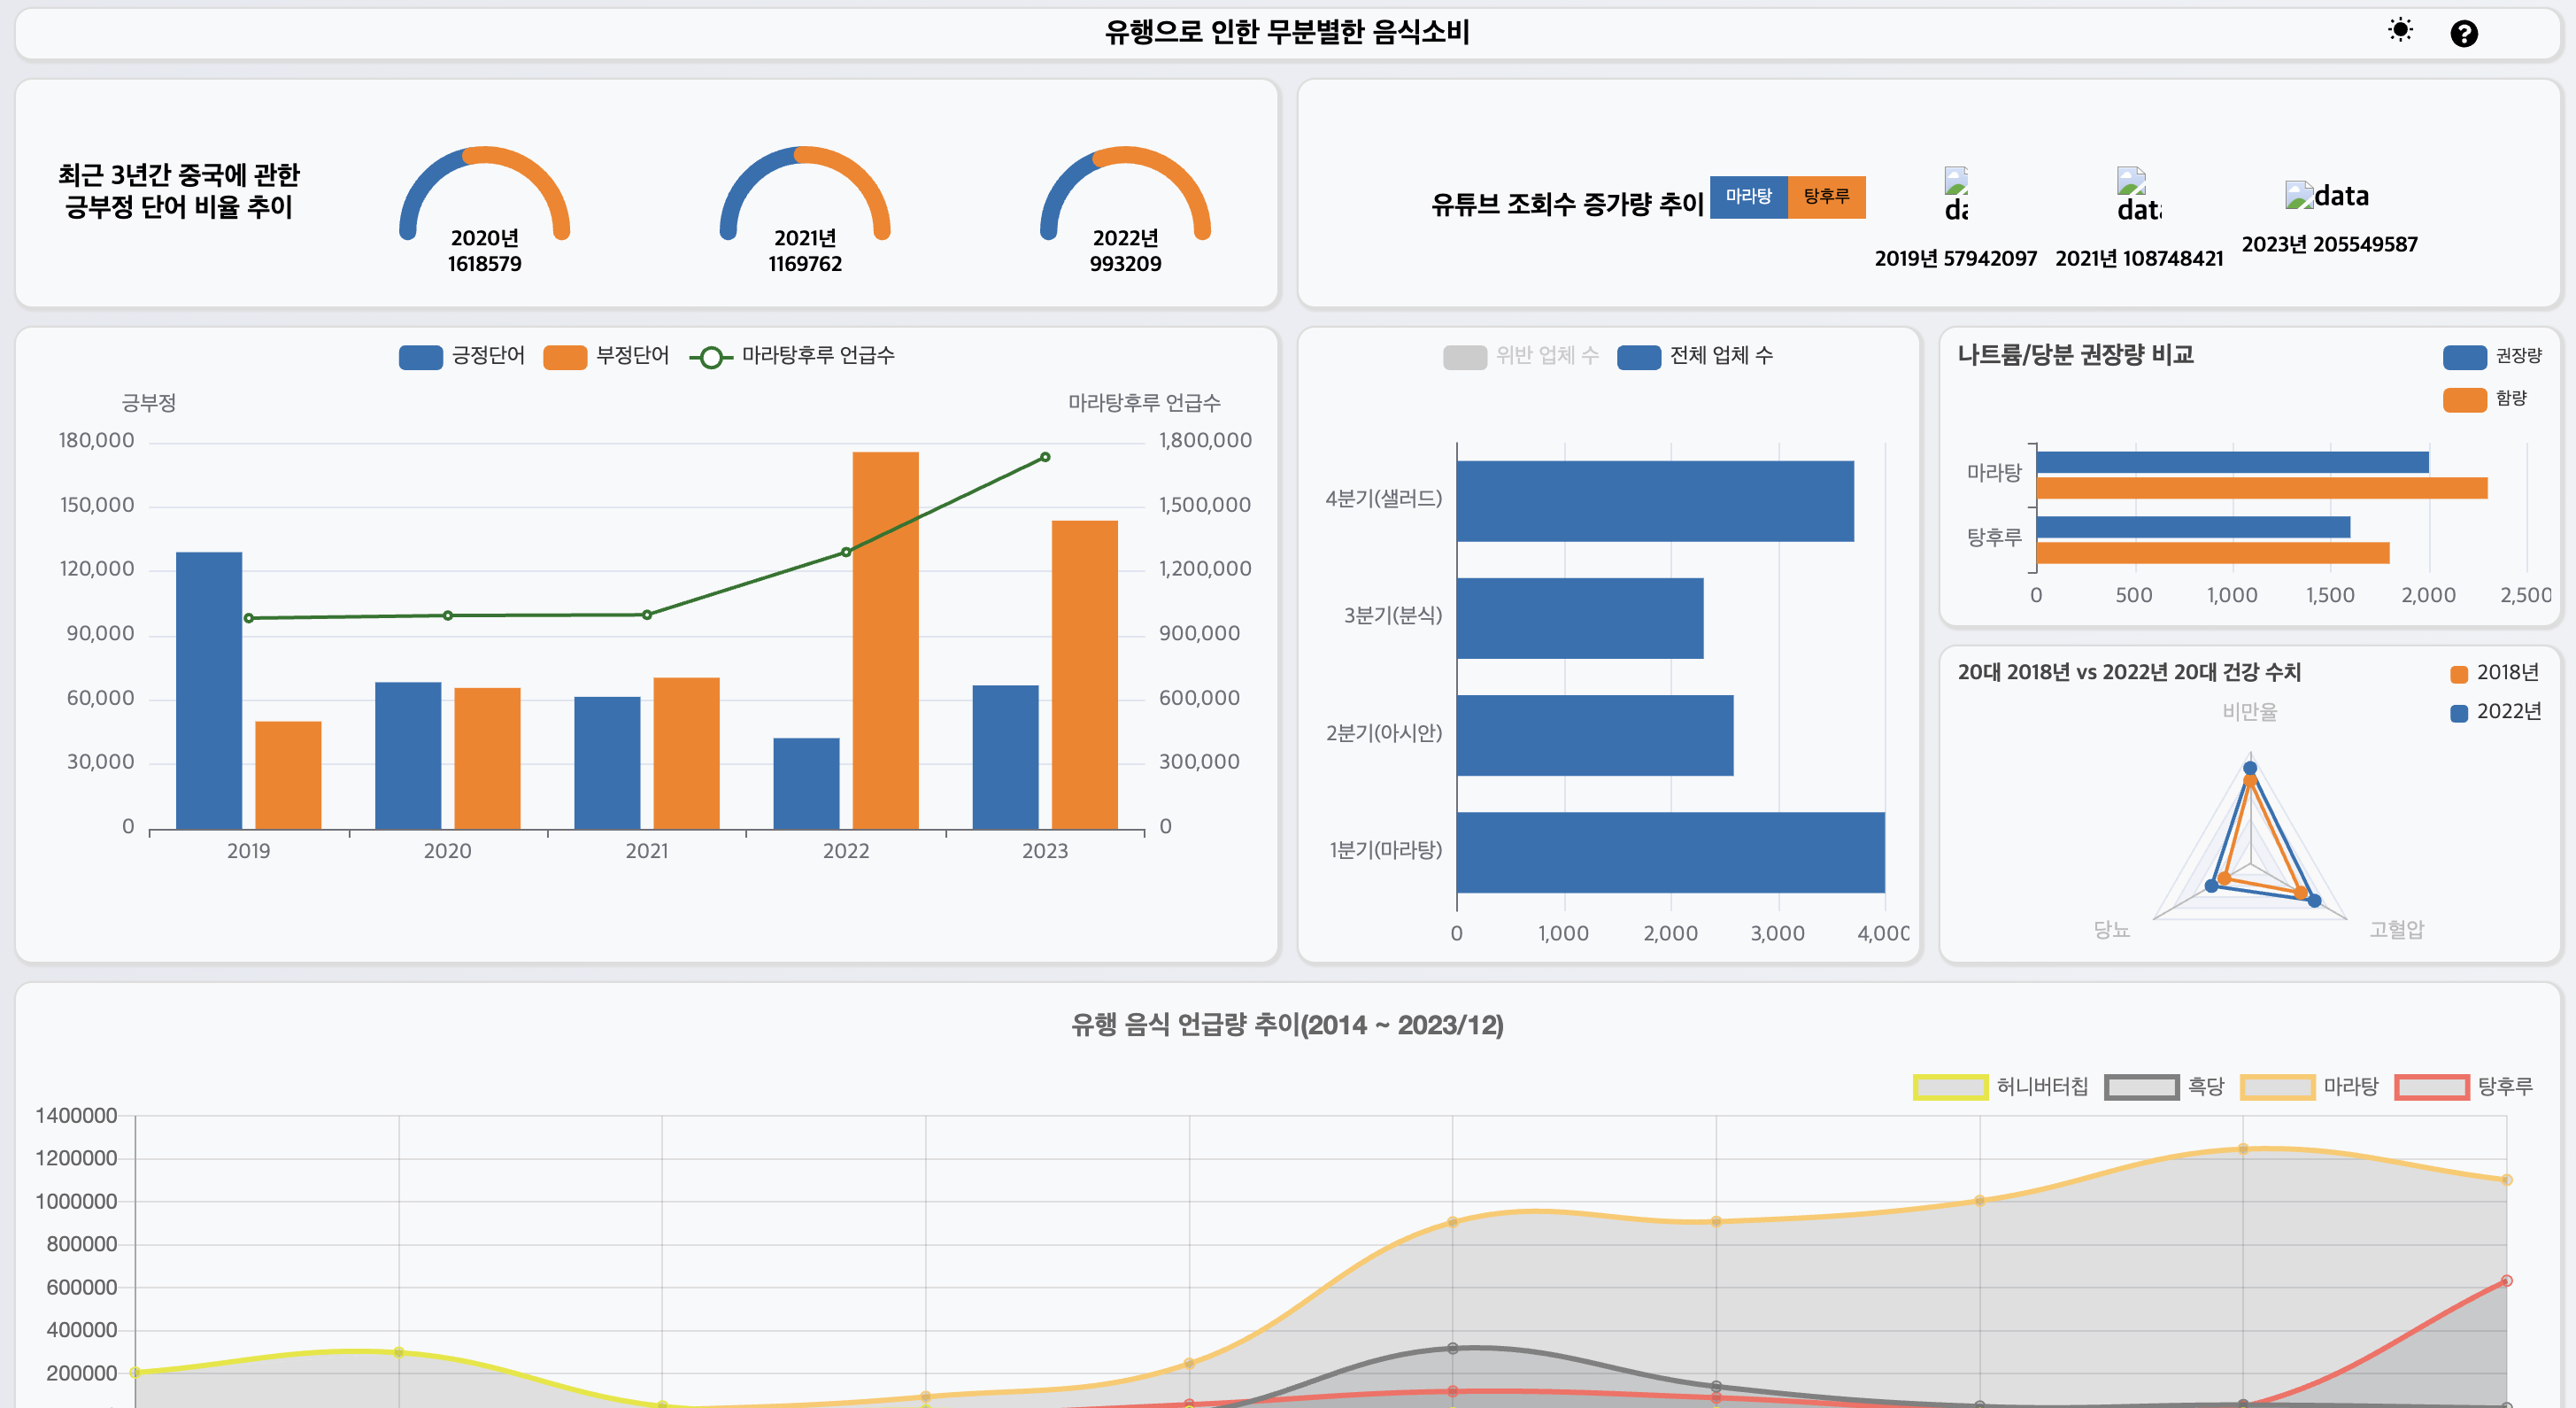 유행으로 인한 무분별한 음식소비
최근 3년간 중국에 관한
긍부정 단어 비율 추이
2020년
1618579
2021년
1169762
2022년
993209
유튜브 조회수 증가량 추이
마라탕
탕후루
data
2019년 57942097
2021년 108748421
data
2023년 205549587
긍정단어
부정단어
마라탕후루 언급수
긍부정
마라탕후루 언급수
180,000
150,000
120,000
90,000
60,000
30,000
0
1,800,000
1,500,000
1,200,000
900,000
600,000
300,000
0
2019
2020
2021
2022
2023
위반 업체 수
전체 업체 수
4분기(샐러드)
3분기(분식)
2분기(아시안)
1분기(마라탕)
0
1,000
2,000
3,000
4,000
나트륨/당분 권장량 비교
권장량
함량
마라탕
탕후루
0
500
1,000
1,500
2,000
2,500
20대 2018년 vs 2022년 20대 건강 수치
2018년
2022년
비만율
당뇨
고혈압
유행 음식 언급량 추이(2014 ~ 2023/12)
허니버터칩
흑당
마라탕
탕후루
1400000
1200000
1000000
800000
600000
400000
200000